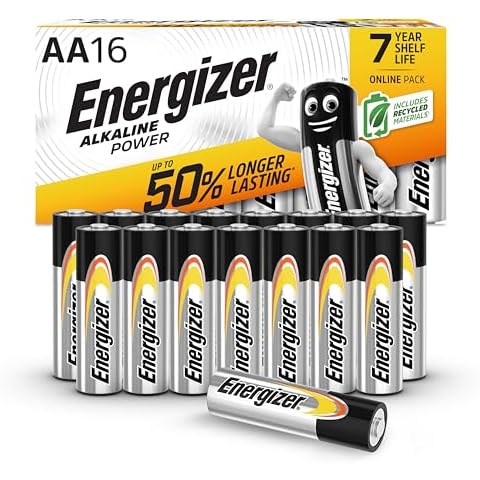 AA16
Energizer
ALKALINE
POWER
UP TO
50% LONGER
LASTING*
7 YEAR
SHELF
LIFE
ONLINE PACK
INCLUDES
RECYCLED
MATERIALS*
Energizer
Energizer
Energizer
Energizer
Energizer
Energizer
Energizer
Energizer
Energizer